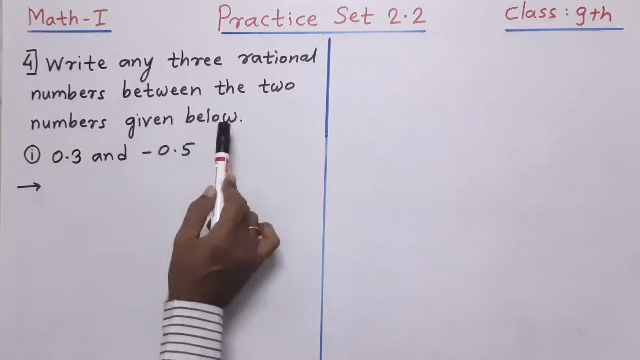 Math-I
Practice Set 2.2
Class : 9th
4] Write any three rational
numbers between the two
numbers given below.
(i) 0.3 and -0.5
→